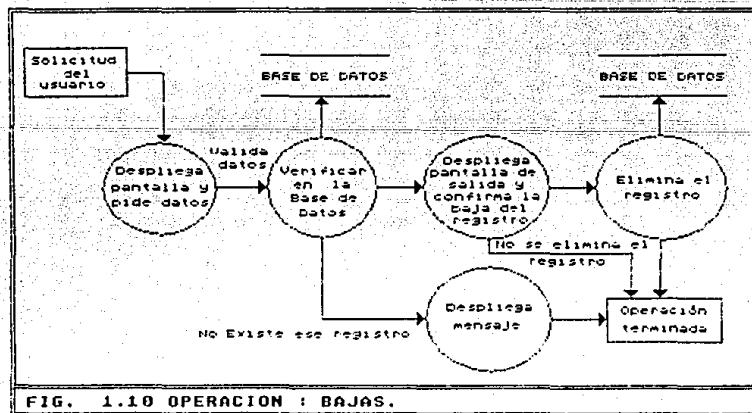 Solicitud
del
usuario
BASE DE DATOS
BASE DE DATOS
Despliega
pantalla y
pide datos
Valida
datos
Verificar
en la
Base de
Datos
Despliega
pantalla de
salida y
confirma la
baja del
registro
Elimina el
registro
No se elimina el
registro
No Existe ese registro
Despliega
mensaje
Operación
terminada
FIG. 1.10 OPERACION : BAJAS.